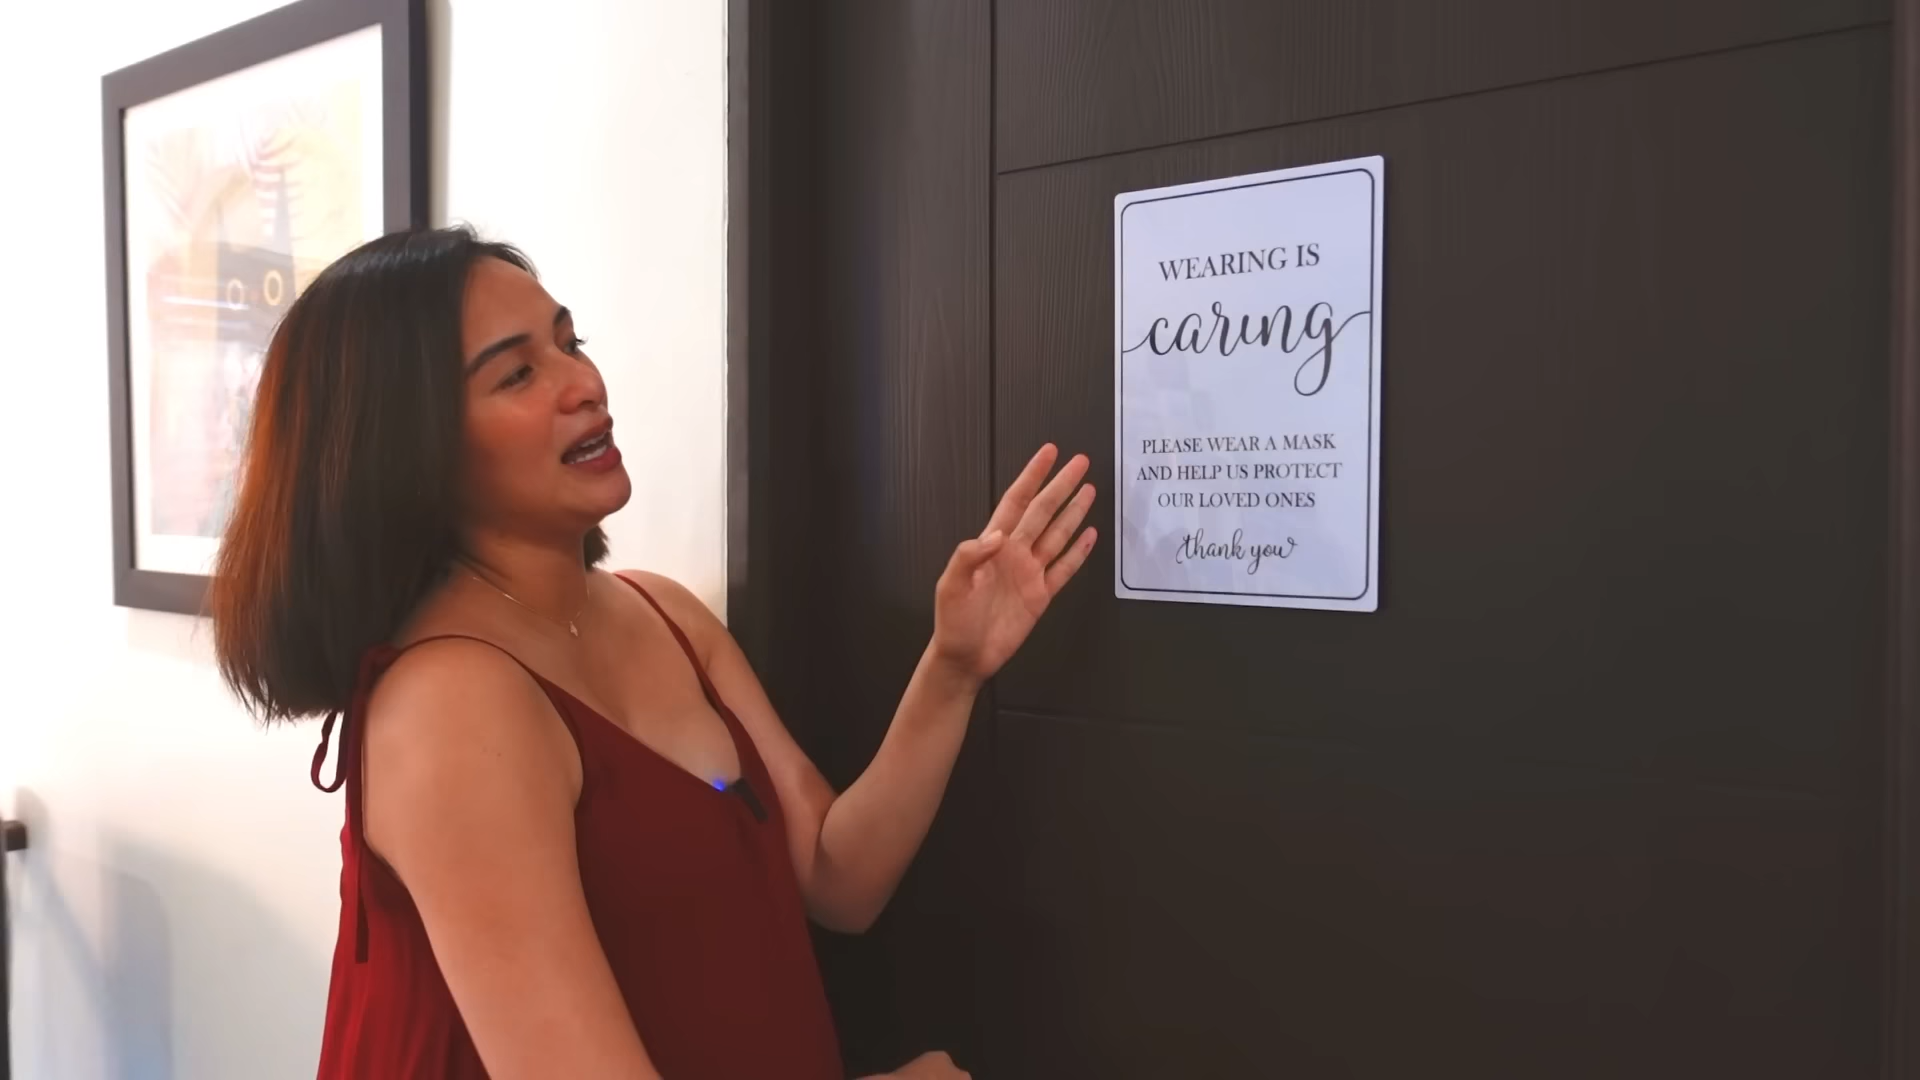 WEARING IS
caring
PLEASE WEAR A MASK
AND HELP US PROTECT
OUR LOVED ONES
thank you